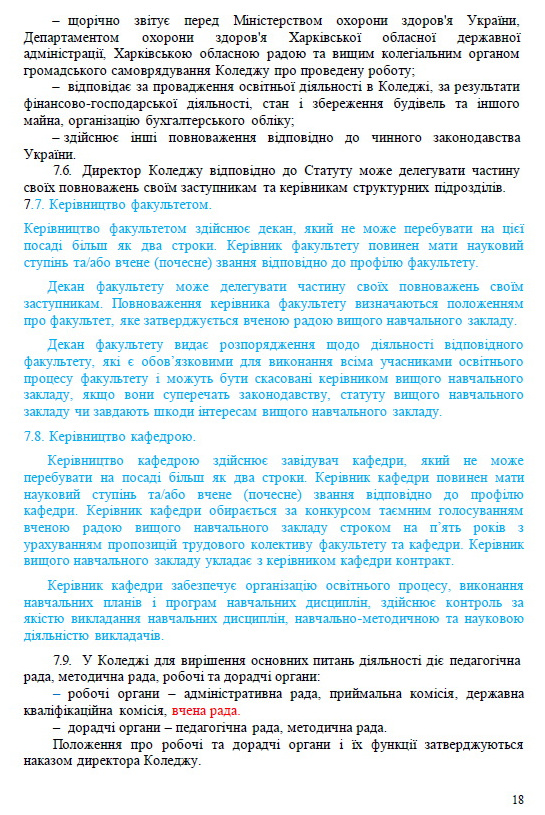 – щорічно звітує перед Міністерством охорони здоров'я України,
Департаментом охорони здоров'я Харківської обласної державної
адміністрації, Харківською обласною радою та вищим колегіальним органом
громадського самоврядування Коледжу про проведену роботу;
– відповідає за провадження освітньої діяльності в Коледжі, за результати
фінансово-господарської діяльності, стан і збереження будівель та іншого
майна, організацію бухгалтерського обліку;
– здійснює інші повноваження відповідно до чинного законодавства
України.
7.6. Директор Коледжу відповідно до Статуту може делегувати частину
своїх повноважень своїм заступникам та керівникам структурних підрозділів.
7.7. Керівництво факультетом.
Керівництво факультетом здійснює декан, який не може перебувати на цієї
посаді більш як два строки. Керівник факультету повинен мати науковий
ступінь та/або вчене (почесне) звання відповідно до профілю факультету.
Декан факультету може делегувати частину своїх повноважень своїм
заступникам. Повноваження керівника факультету визначаються положенням
про факультет, яке затверджується вченою радою вищого навчального закладу.
Декан факультету видає розпорядження щодо діяльності відповідного
факультету, які є обов’язковими для виконання всіма учасниками освітнього
процесу факультету і можуть бути скасовані керівником вищого навчального
закладу, якщо вони суперечать законодавству, статуту вищого навчального
закладу чи завдають шкоди інтересам вищого навчального закладу.
7.8. Керівництво кафедрою.
Керівництво кафедрою здійснює завідувач кафедри, який не може
перебувати на посаді більш як два строки. Керівник кафедри повинен мати
науковий ступінь та/або вчене (почесне) звання відповідно до профілю
кафедри. Керівник кафедри обирається за конкурсом таємним голосуванням
вченою радою вищого навчального закладу строком на п’ять років з
урахуванням пропозицій трудового колективу факультету та кафедри. Керівник
вищого навчального закладу укладає з керівником кафедри контракт.
Керівник кафедри забезпечує організацію освітнього процесу, виконання
навчальних планів і програм навчальних дисциплін, здійснює контроль за
якістю викладання навчальних дисциплін, навчально-методичною та науковою
діяльністю викладачів.
7.9. У Коледжі для вирішення основних питань діяльності діє педагогічна
рада, методична рада, робочі та дорадчі органи:
– робочі органи – адміністративна рада, приймальна комісія, державна
кваліфікаційна комісія, вчена рада.
– дорадчі органи – педагогічна рада, методична рада.
Положення про робочі та дорадчі органи і їх функції затверджуються
наказом директора Коледжу.
18